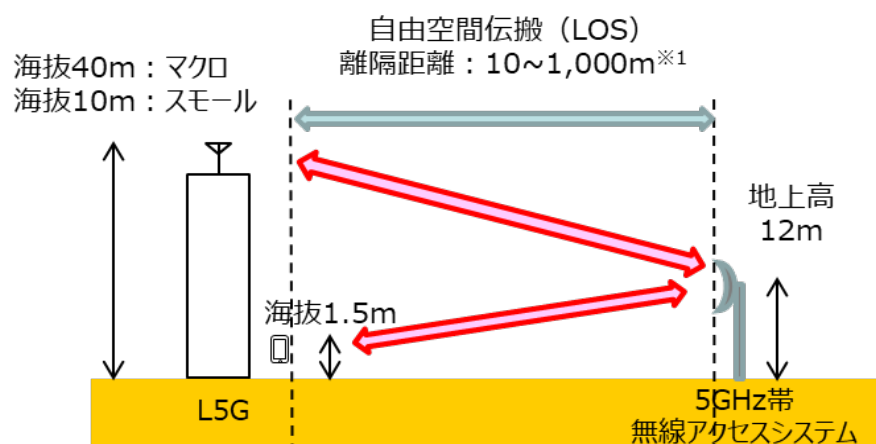 自由空間伝搬（LOS）
離隔距離：10~1,000m※1
海抜40m：マクロ
海抜10m：スモール
地上高
12m
海抜1.5m
L5G
5GHz帯
無線アクセスシステム